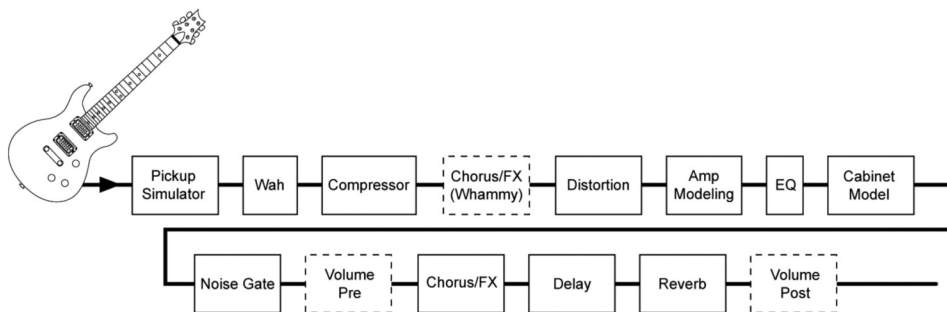 Pickup
Simulator
Wah
Compressor
Chorus/FX
(Whammy)
Distortion
Amp
Modeling
EQ
Cabinet
Model
Noise Gate
Volume
Pre
Chorus/FX
Delay
Reverb
Volume
Post